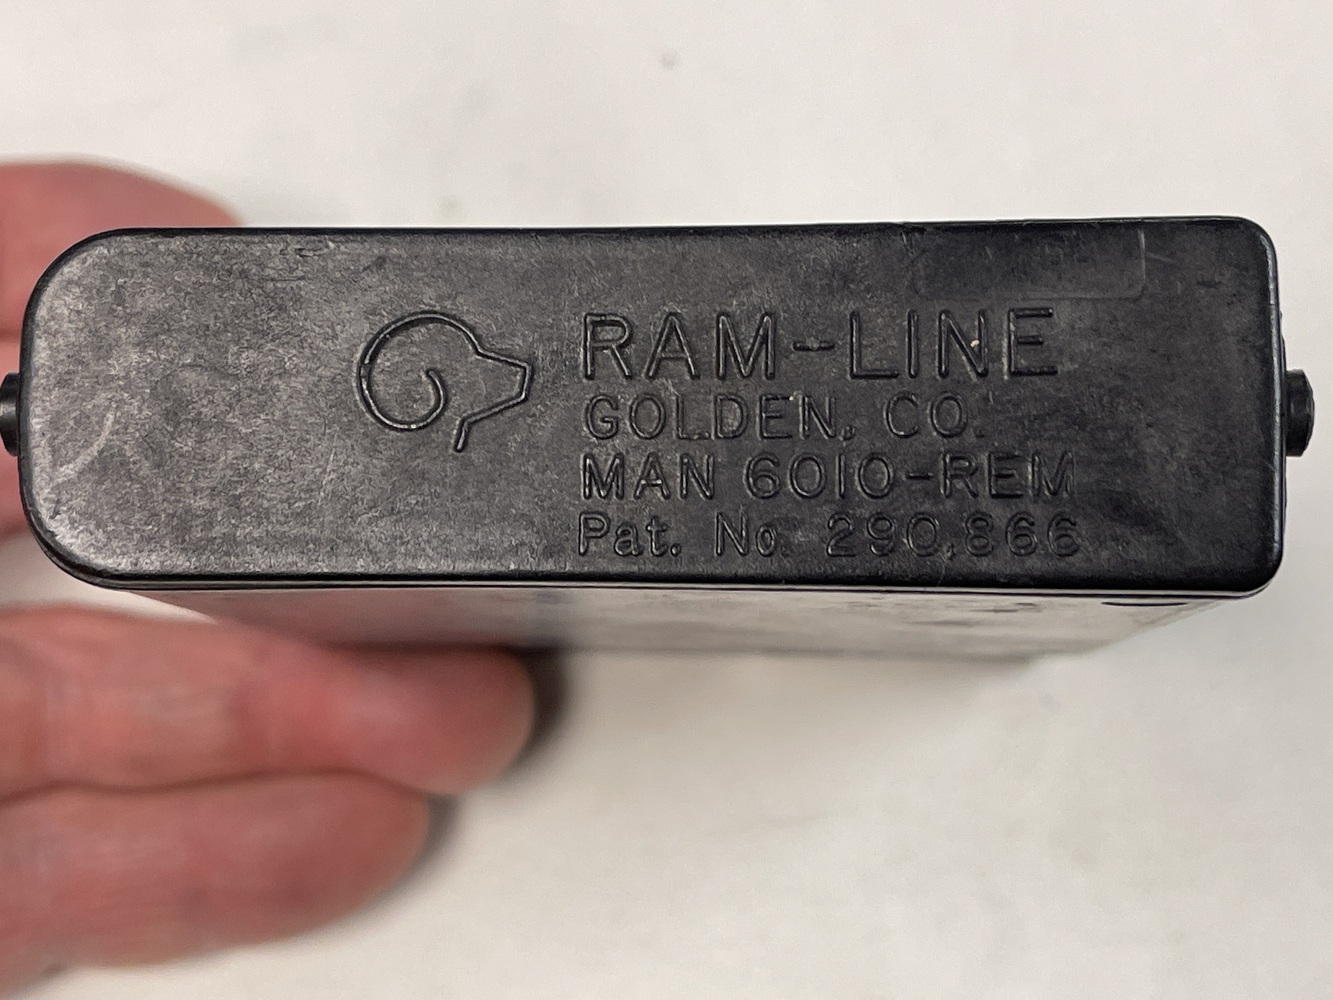 RAM-LINE
GOLDEN, CO.
MAN 6010-REM
Pat. No. 290,866